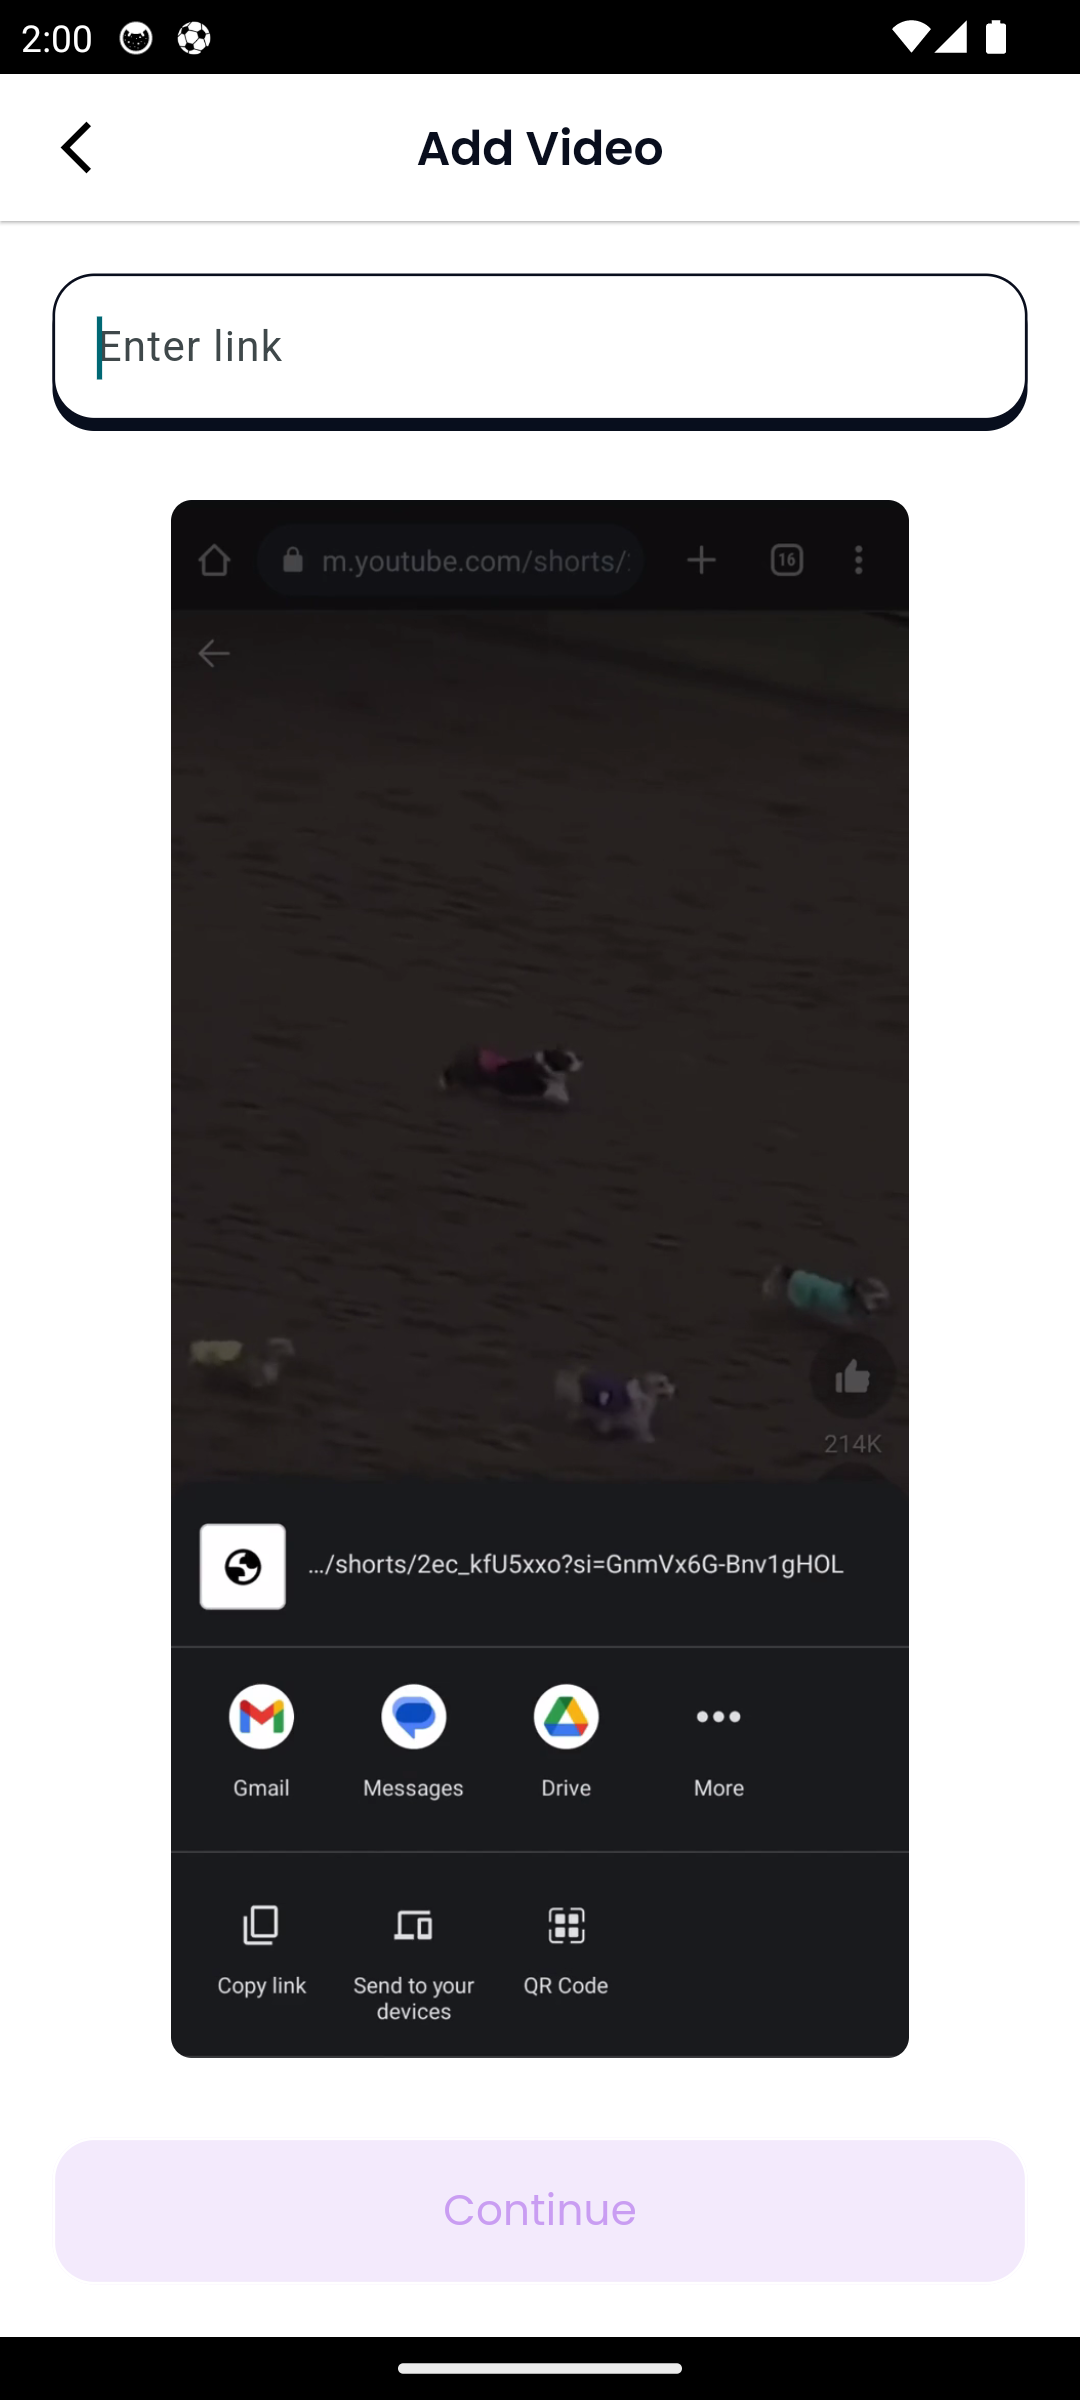 2:00
Add Video
Enter link
m.youtube.com/shorts/
16
214K
.../shorts/2ec_kfU5xxo?si=GnmVx6G-Bnv1gHOL
Gmail
Messages
Drive
More
Copy link
Send to your
devices
QR Code
Continue